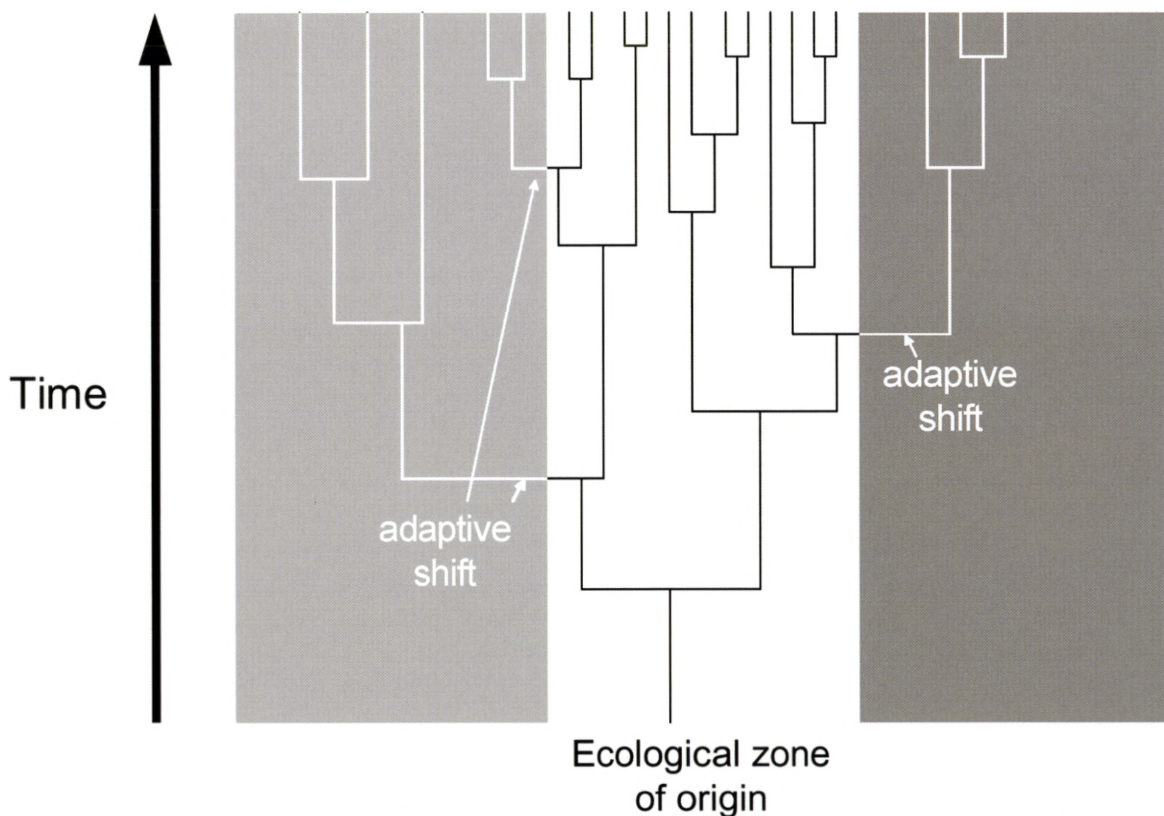 Time
adaptive
shift
adaptive
shift
Ecological zone
of origin